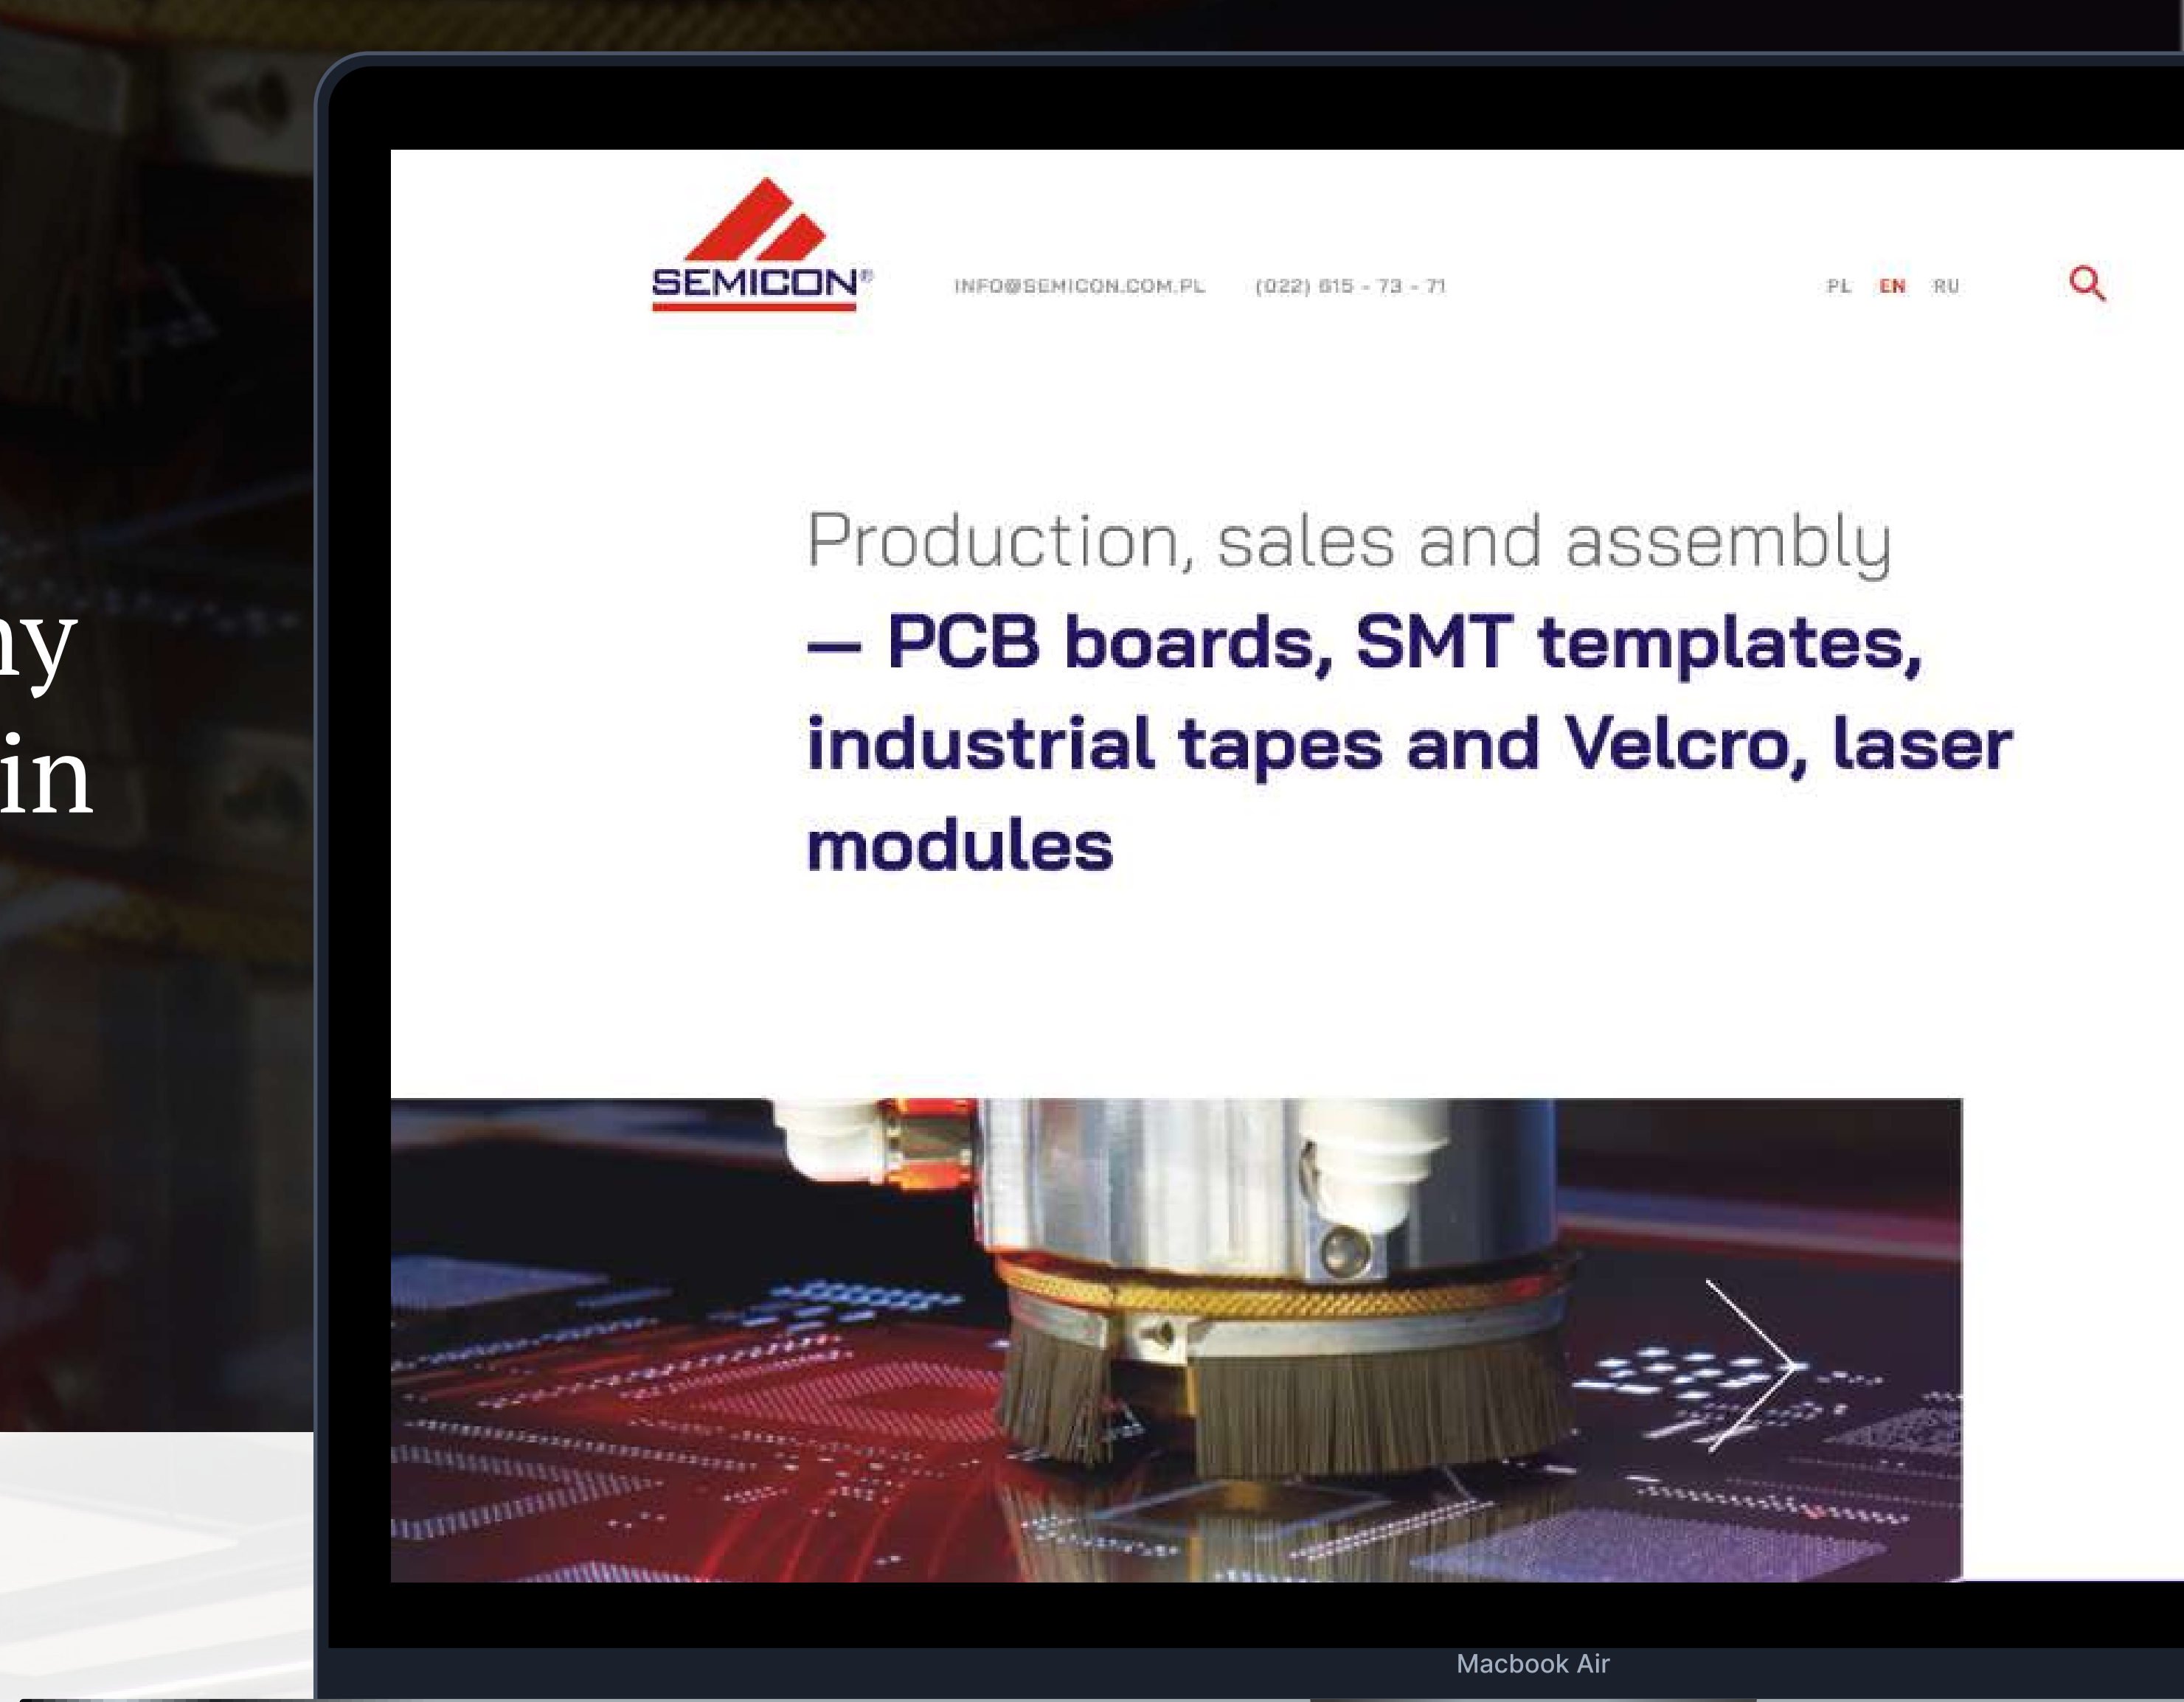 SEMICON®
INFO@SEMICON.COM.PL (022) 615 - 73 - 71 PL EN RU
Production, sales and assembly
— PCB boards, SMT templates,
industrial tapes and Velcro, laser
modules
in
Macbook Air